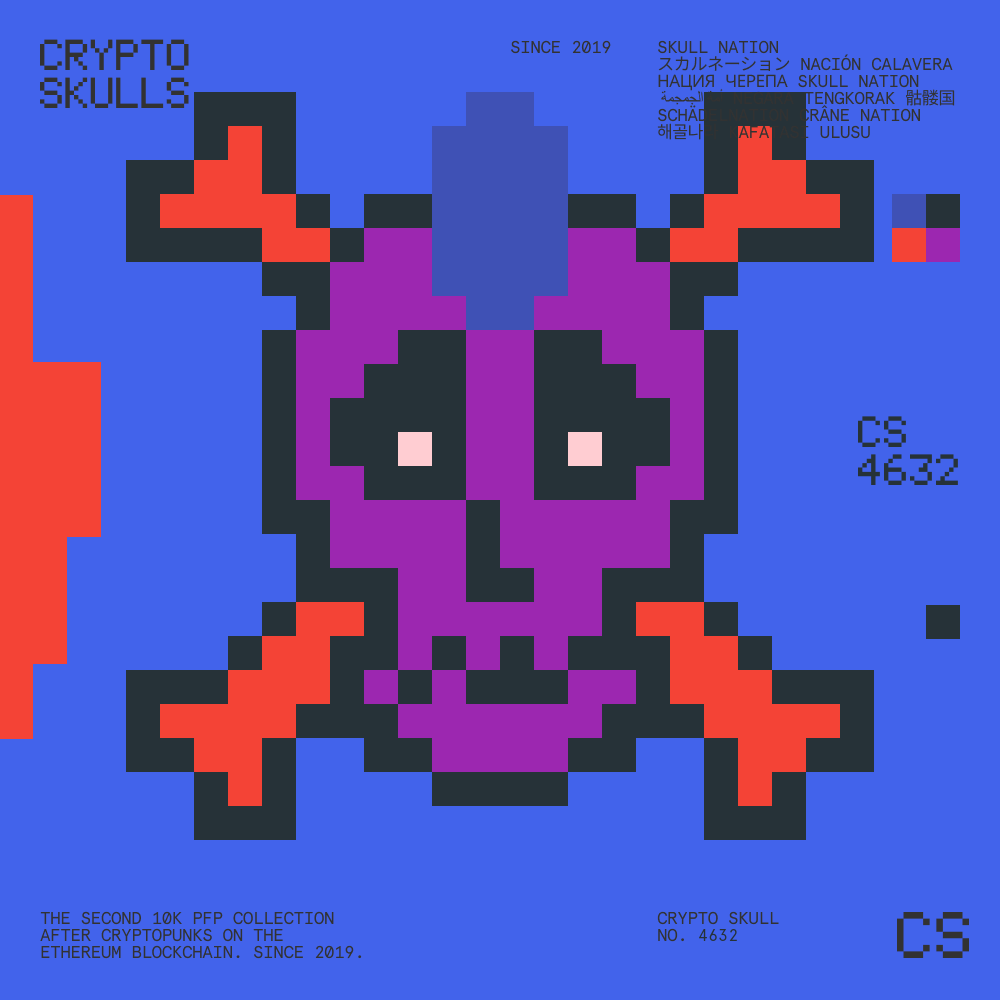 CRYPTO
SKULLS
SINCE 2019
SKULL NATION
スカルネーション NACIÓN CALAVERA
НАЦИЯ ЧЕРЕПА SKULL NATION
TENGKORAK 骷髅国
CRÂNE NATION
ULUSU
CS
4632
THE SECOND 10K PFP COLLECTION
AFTER CRYPTOPUNKS ON THE
ETHEREUM BLOCKCHAIN. SINCE 2019.
CRYPTO SKULL
NO. 4632
CS